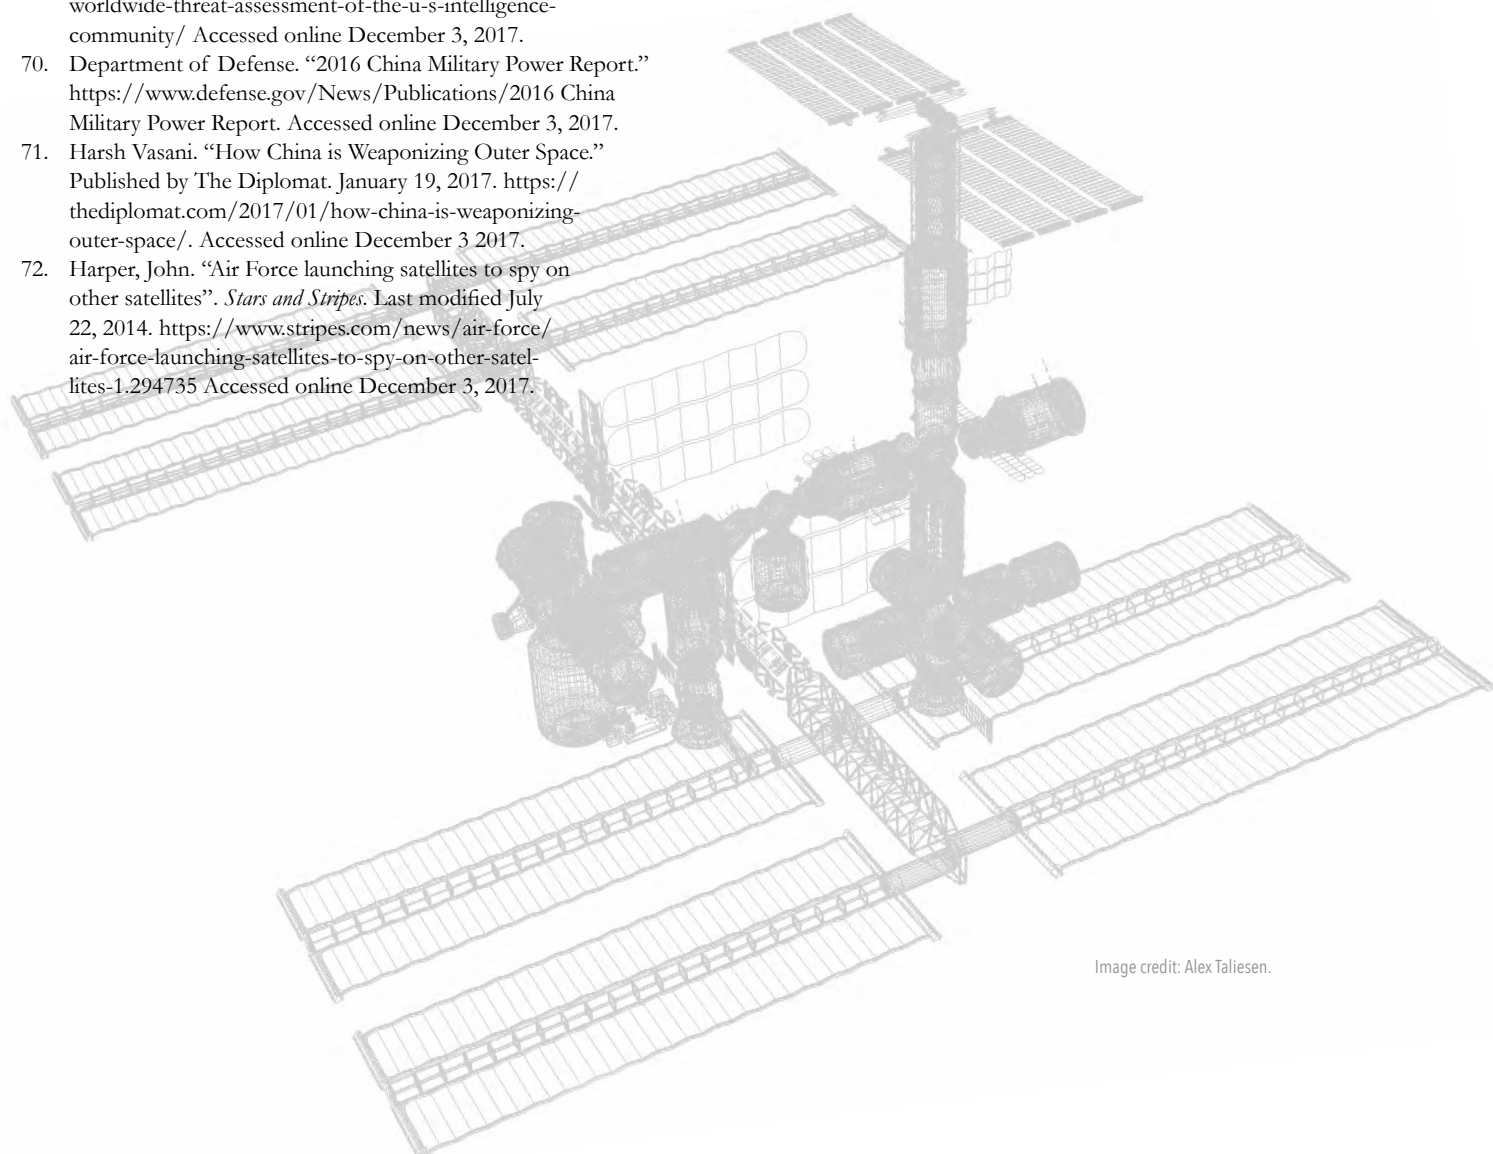 worldwide-threat-assessment-of-the-u-s-intelligence-
community/ Accessed online December 3, 2017.
70. Department of Defense. “2016 China Military Power Report.”
https://www.defense.gov/News/Publications/2016 China
Military Power Report. Accessed online December 3, 2017.
71. Harsh Vasani. “How China is Weaponizing Outer Space.”
Published by The Diplomat. January 19, 2017. https://
thediplomat.com/2017/01/how-china-is-weaponizing-
outer-space/. Accessed online December 3 2017.
72. Harper, John. “Air Force launching satellites to spy on
other satellites”. Stars and Stripes. Last modified July
22, 2014. https://www.stripes.com/news/air-force/
air-force-launching-satellites-to-spy-on-other-satel-
lites-1.294735 Accessed online December 3, 2017.
Image credit: Alex Taliesen.